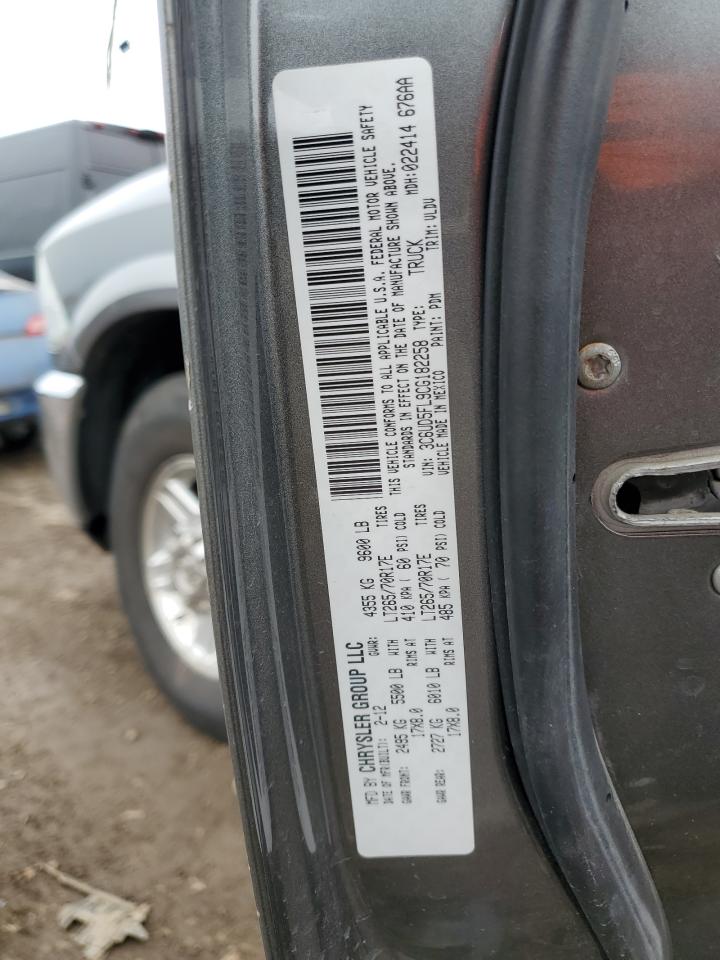 MFD BY CHRYSLER GROUP LLC
DATE OF MFR(BUILT): 2-12 GVWR: 4355 KG 9600 LB
GAWR FRONT: 2495 KG 5500 LB WITH LT265/70R17E TIRES
17X8.0 RIMS AT 410 KPA ( 60 PSI) COLD
GAWR REAR: 2727 KG 6010 LB WITH LT265/70R17E TIRES
17X8.0 RIMS AT 485 KPA ( 70 PSI) COLD
THIS VEHICLE CONFORMS TO ALL APPLICABLE U.S.A. FEDERAL MOTOR VEHICLE SAFETY
STANDARDS IN EFFECT ON THE DATE OF MANUFACTURE SHOWN ABOVE.
VIN: 3C6UD5FL9CG182258 TYPE: TRUCK MDH:022414 676AA
VEHICLE MADE IN MEXICO PAINT: PDM TRIM: VLDV